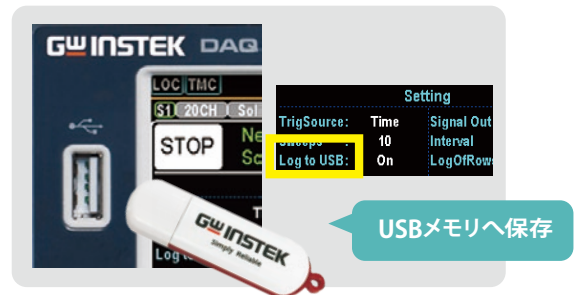 GW INSTEK DAQ
LOC TMC
S1 20CH Sol
STOP
GW INSTEK
Simply Reliable
Setting
TrigSource: Time Signal Out
Sweeps : 10 Interval
Log to USB: On LogOfRows
USBメモリへ保存